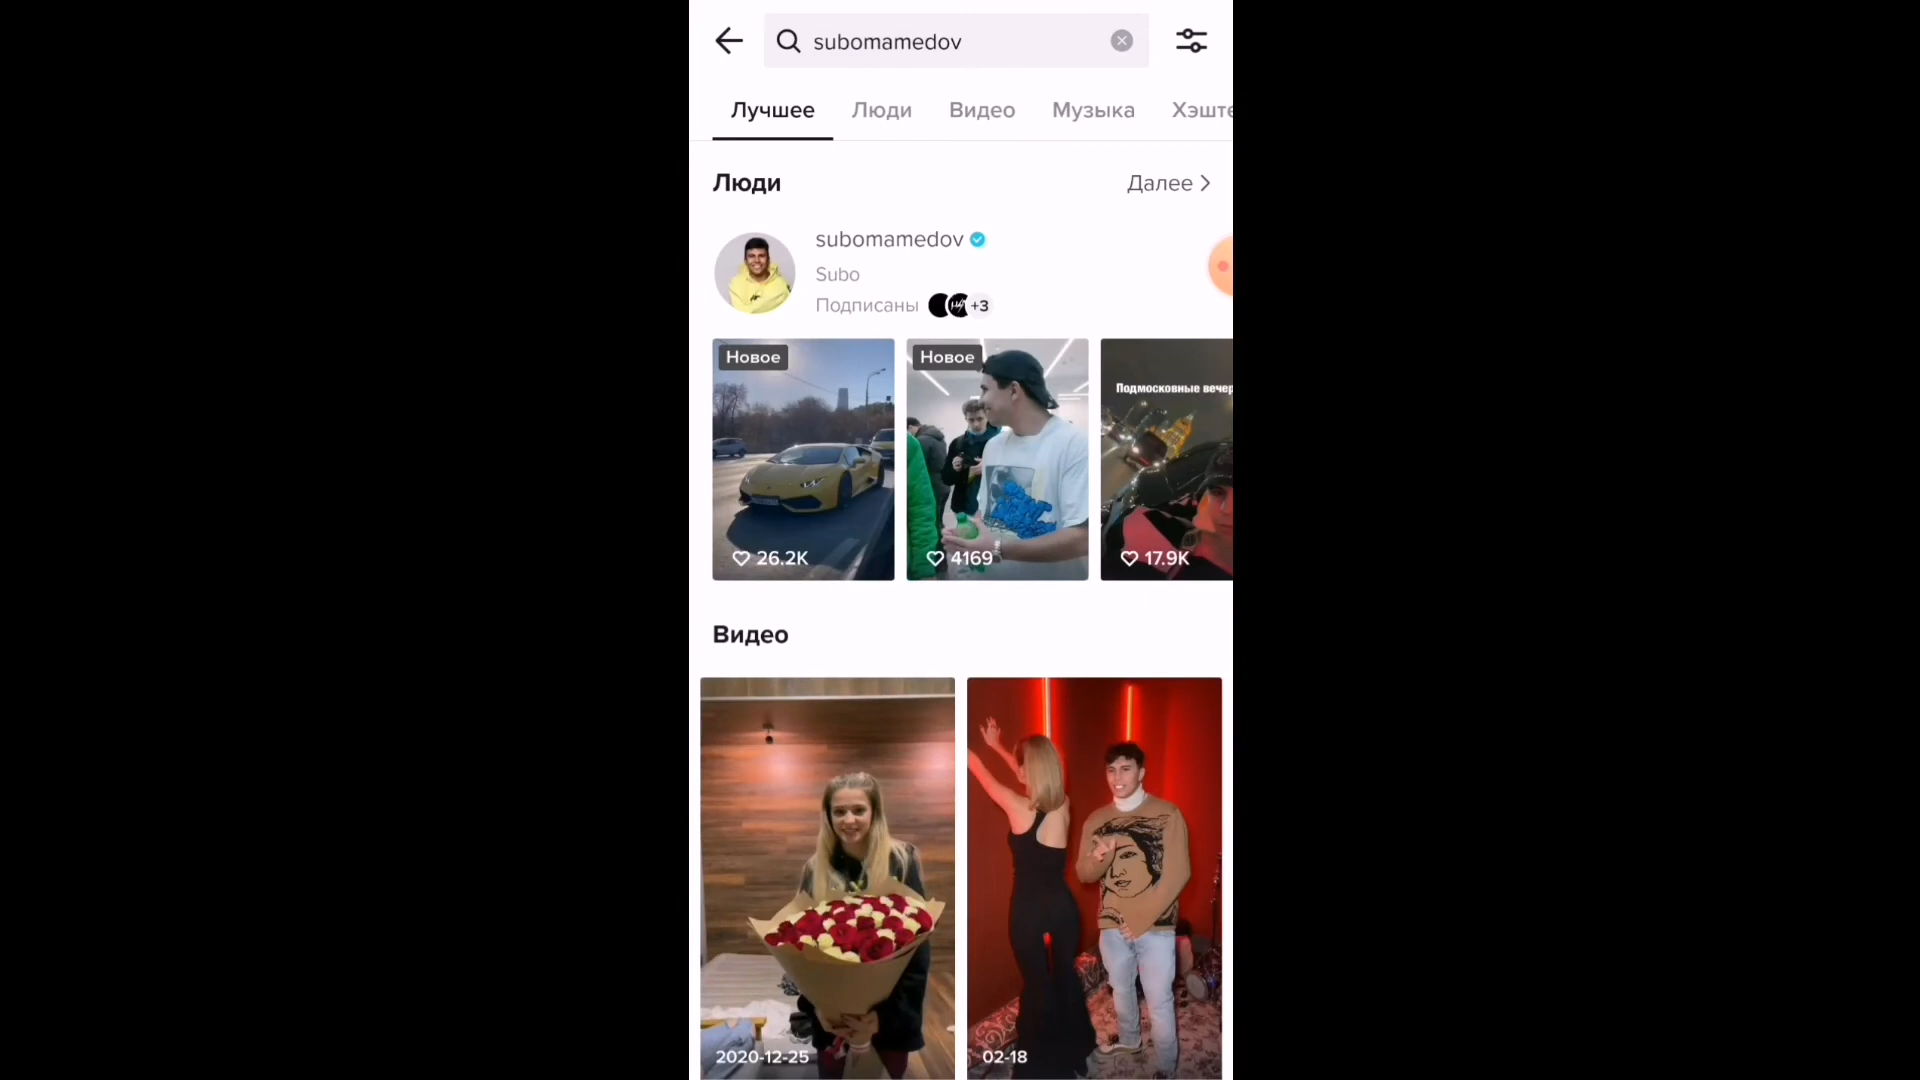 subomamedov
Лучшее Люди Видео Музыка Хэште
Люди
Далее
subomamedov
Subo
Подписаны +3
Новое
Новое
Подмосковные вечер
26.2K
4169
17.9K
Видео
2020-12-25
02-18